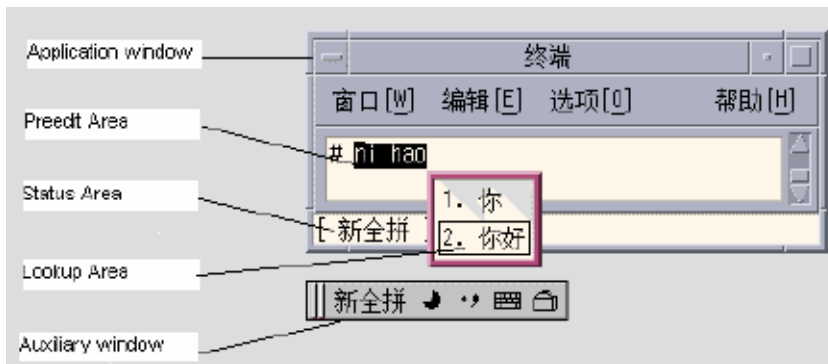 Application window
终端
窗口[W] 编辑[E] 选项[O] 帮助[H]
Preedit Area
# ni hao
Status Area
1. 你
[ 新全拼 ]
2. 你好
Lookup Area
新全拼
Auxiliary window